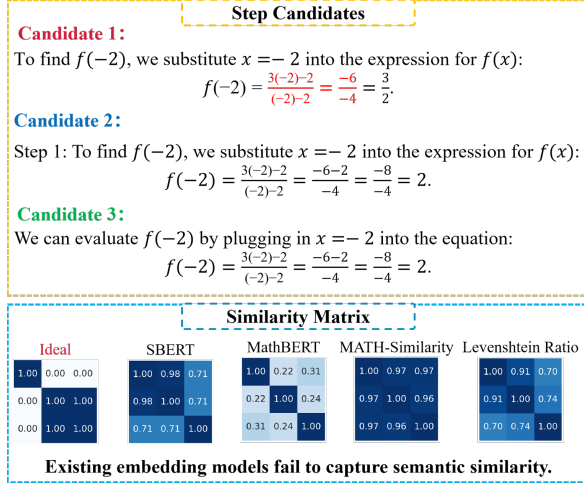 Step Candidates
Candidate 1:
To find f(−2), we substitute x =− 2 into the expression for f(x):
f(−2) = \frac{3(−2)−2}{(−2)−2} = \frac{−6}{−4} = \frac{3}{2}.
Candidate 2:
Step 1: To find f(−2), we substitute x =− 2 into the expression for f(x):
f(−2) = \frac{3(−2)−2}{(−2)−2} = \frac{−6−2}{−4} = \frac{−8}{−4} = 2.
Candidate 3:
We can evaluate f(−2) by plugging in x =− 2 into the equation:
f(−2) = \frac{3(−2)−2}{(−2)−2} = \frac{−6−2}{−4} = \frac{−8}{−4} = 2.
Similarity Matrix
Ideal SBERT MathBERT MATH-Similarity Levenshtein Ratio
1.00 0.00 0.00 1.00 0.98 0.71 1.00 0.22 0.31 1.00 0.97 0.97 1.00 0.91 0.70
0.00 1.00 1.00 0.98 1.00 0.71 0.22 1.00 0.24 0.97 1.00 0.96 0.91 1.00 0.74
0.00 1.00 1.00 0.71 0.71 1.00 0.31 0.24 1.00 0.97 0.96 1.00 0.70 0.74 1.00
Existing embedding models fail to capture semantic similarity.